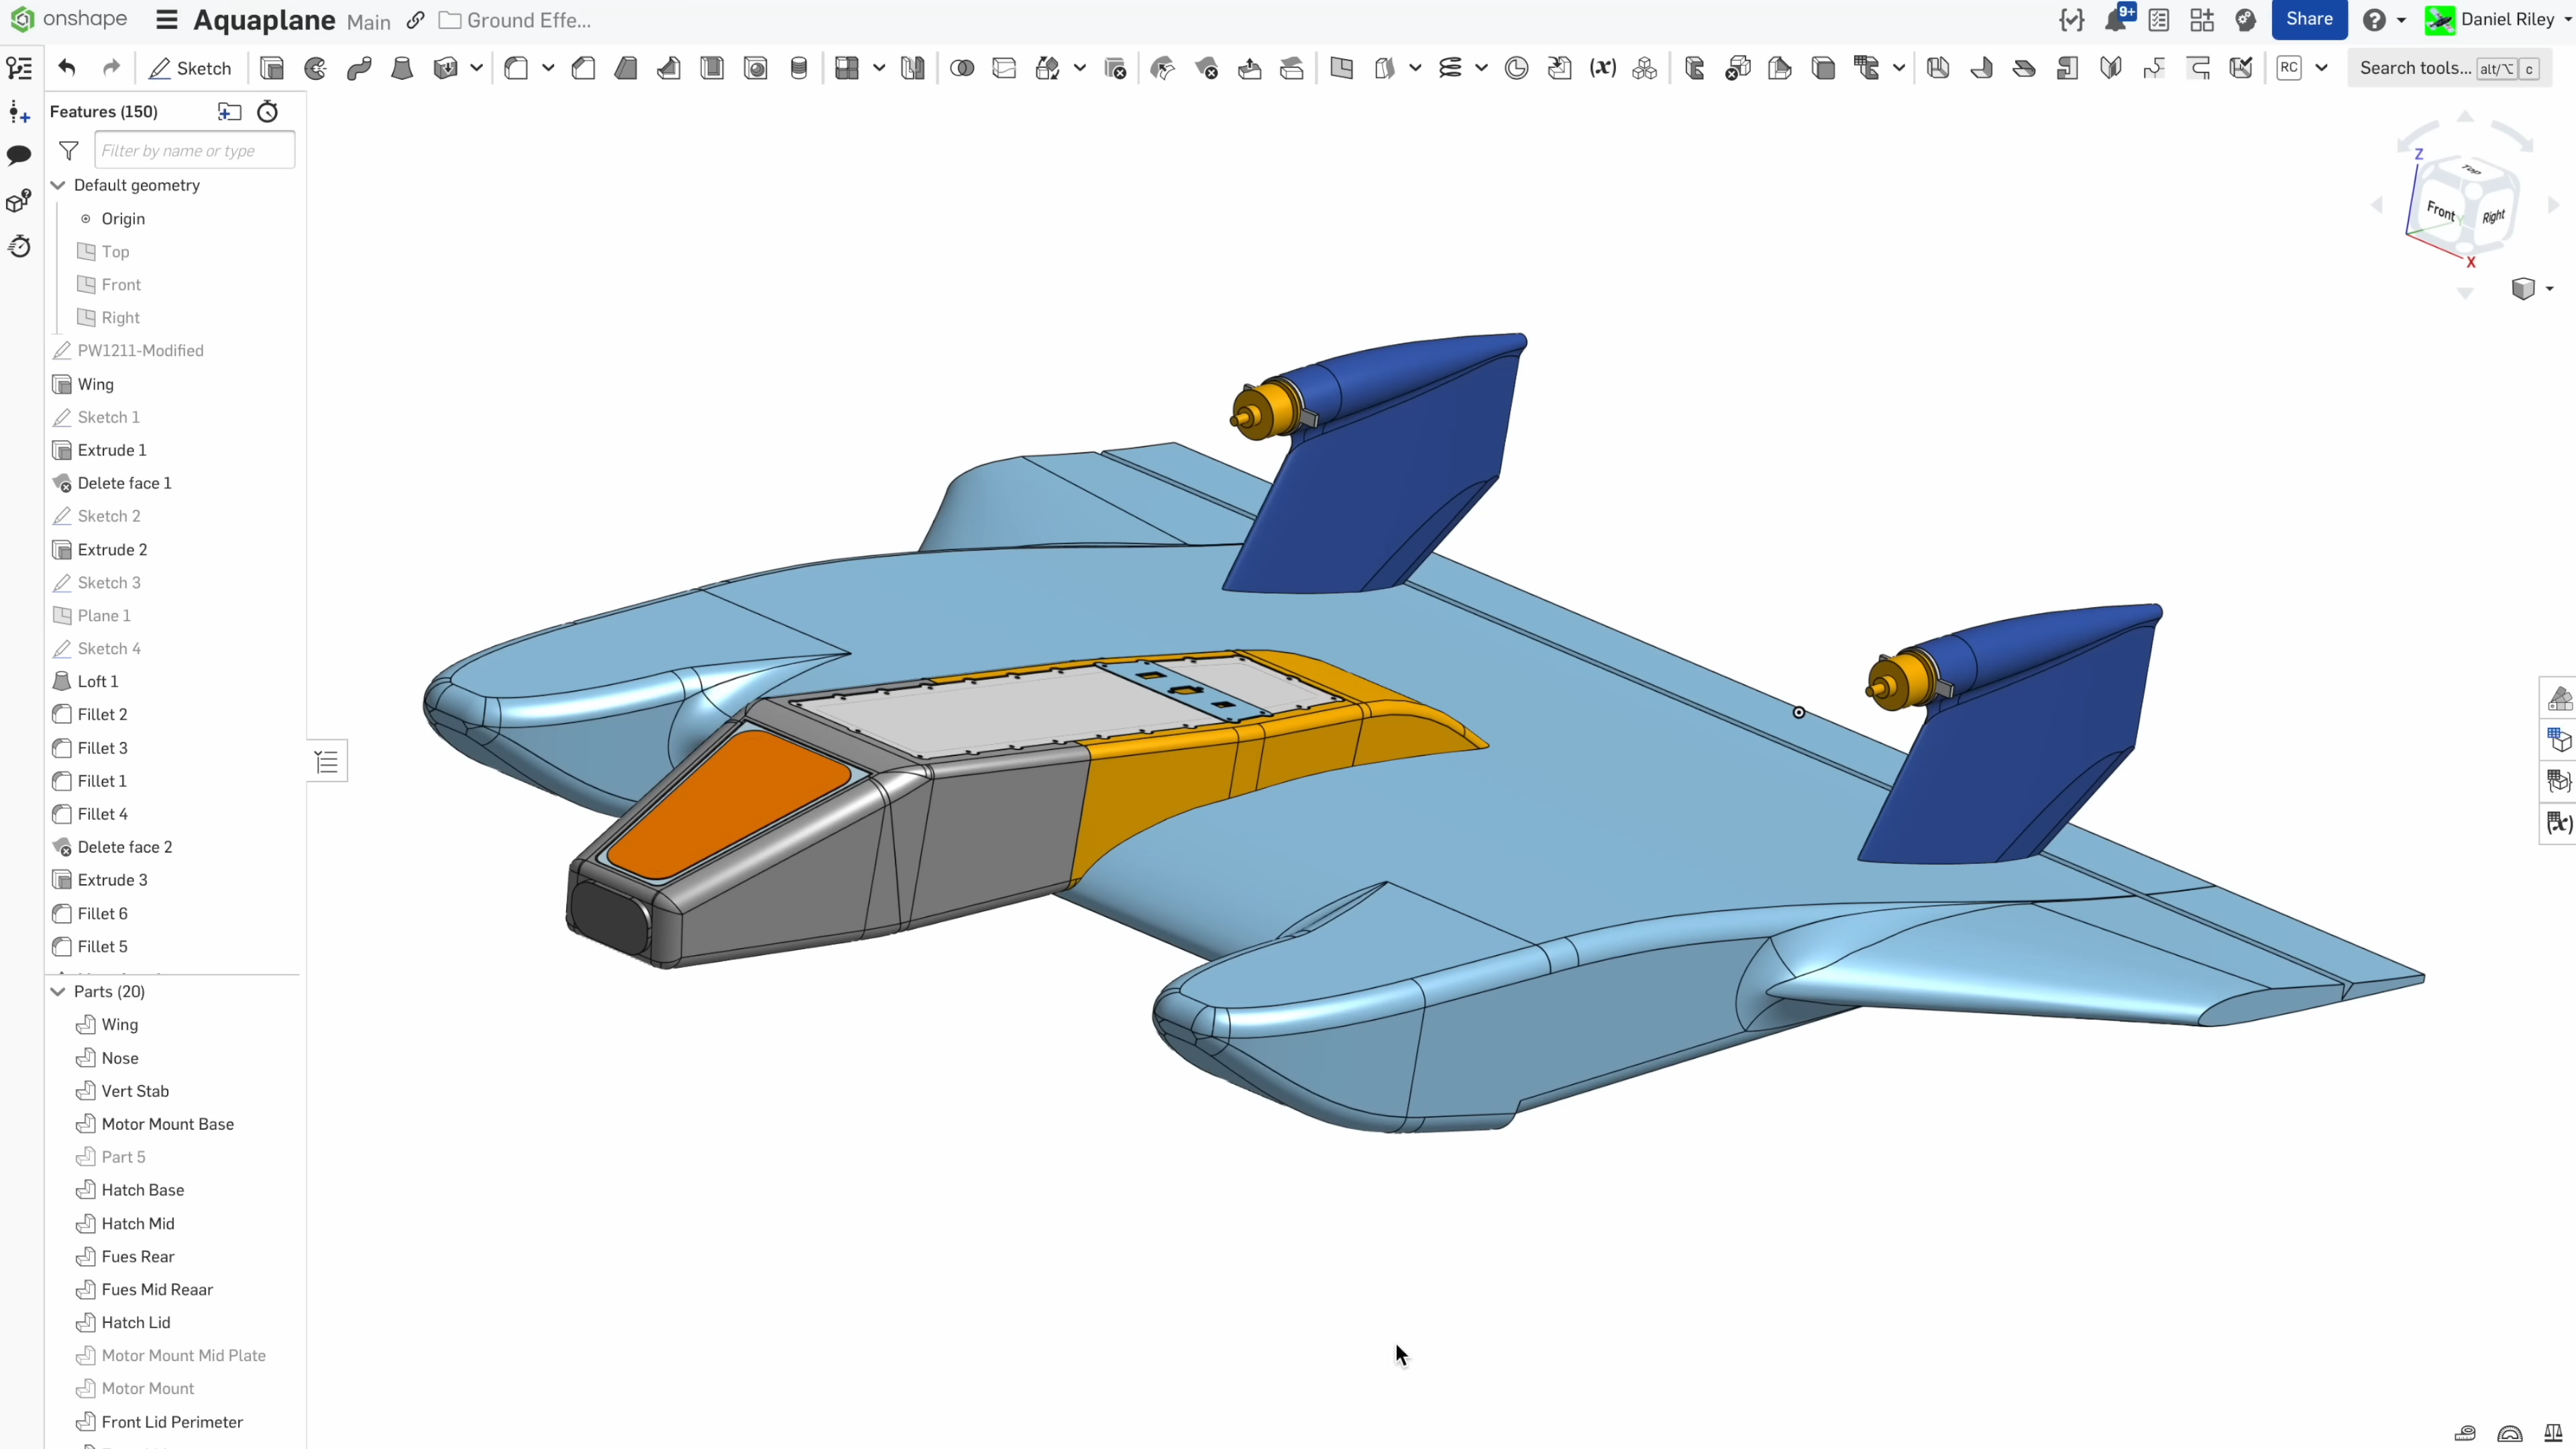 onshape
Aquaplane Main Ground Effe...
9+
Share
Daniel Riley
Sketch
(x)
RC
Search tools... alt/⌥ c
Features (150)
Filter by name or type
Default geometry
Origin
Top
Front
Right
PW1211-Modified
Wing
Sketch 1
Extrude 1
Delete face 1
Sketch 2
Extrude 2
Sketch 3
Plane 1
Sketch 4
Loft 1
Fillet 2
Fillet 3
Fillet 1
Fillet 4
Delete face 2
Extrude 3
Fillet 6
Fillet 5
Parts (20)
Wing
Nose
Vert Stab
Motor Mount Base
Part 5
Hatch Base
Hatch Mid
Fues Rear
Fues Mid Reaar
Hatch Lid
Motor Mount Mid Plate
Motor Mount
Front Lid Perimeter
Z
Top
Front
Y
Right
X
(x)